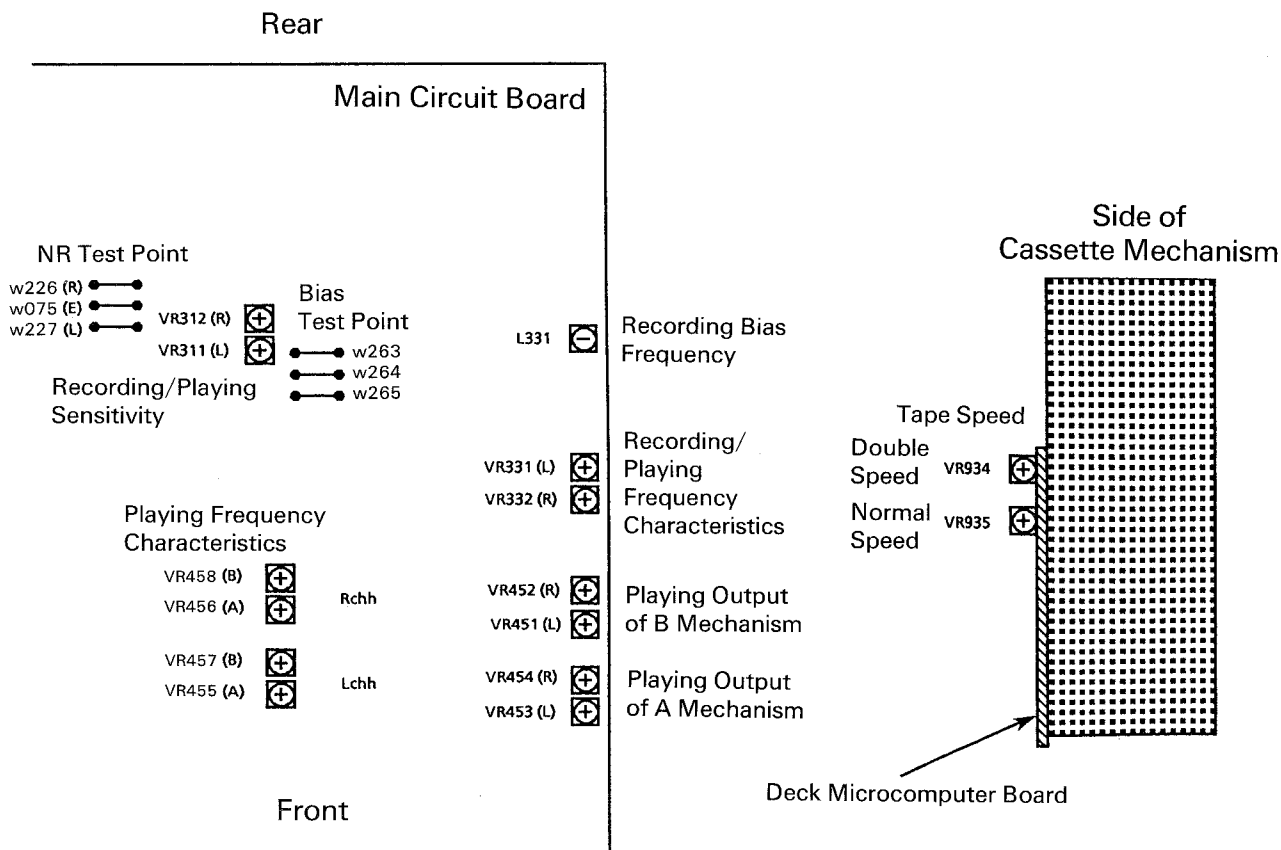 Rear
Main Circuit Board
NR Test Point
w226 (R)
w075 (E)
w227 (L)
VR312 (R)
VR311 (L)
Recording/Playing
Sensitivity
Bias
Test Point
w263
w264
w265
L331
Recording Bias
Frequency
VR331 (L)
VR332 (R)
Recording/
Playing
Frequency
Characteristics
Playing Frequency
Characteristics
VR458 (B)
VR456 (A)
Rchh
VR457 (B)
VR455 (A)
Lchh
VR452 (R)
VR451 (L)
Playing Output
of B Mechanism
VR454 (R)
VR453 (L)
Playing Output
of A Mechanism
Front
Side of
Cassette Mechanism
Tape Speed
Double
Speed
VR934
Normal
Speed
VR935
Deck Microcomputer Board